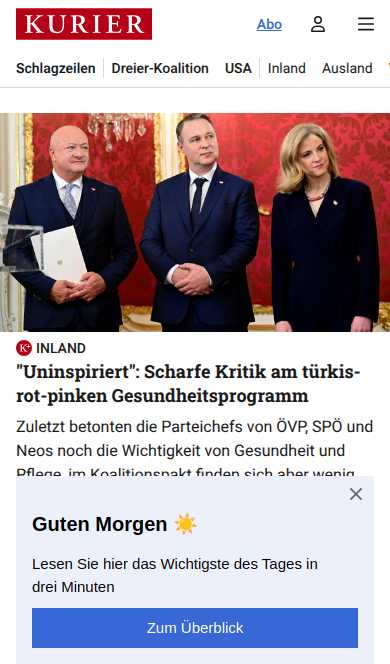 KURIER
Abo
Schlagzeilen Dreier-Koalition USA Inland Ausland
K+ INLAND
"Uninspiriert": Scharfe Kritik am türkis-
rot-pinken Gesundheitsprogramm
Zuletzt betonten die Parteichefs von ÖVP, SPÖ und
Neos noch die Wichtigkeit von Gesundheit und
Pflege, im Koalitionspakt finden sich aber wenig
Guten Morgen ☀️
Lesen Sie hier das Wichtigste des Tages in
drei Minuten
Zum Überblick